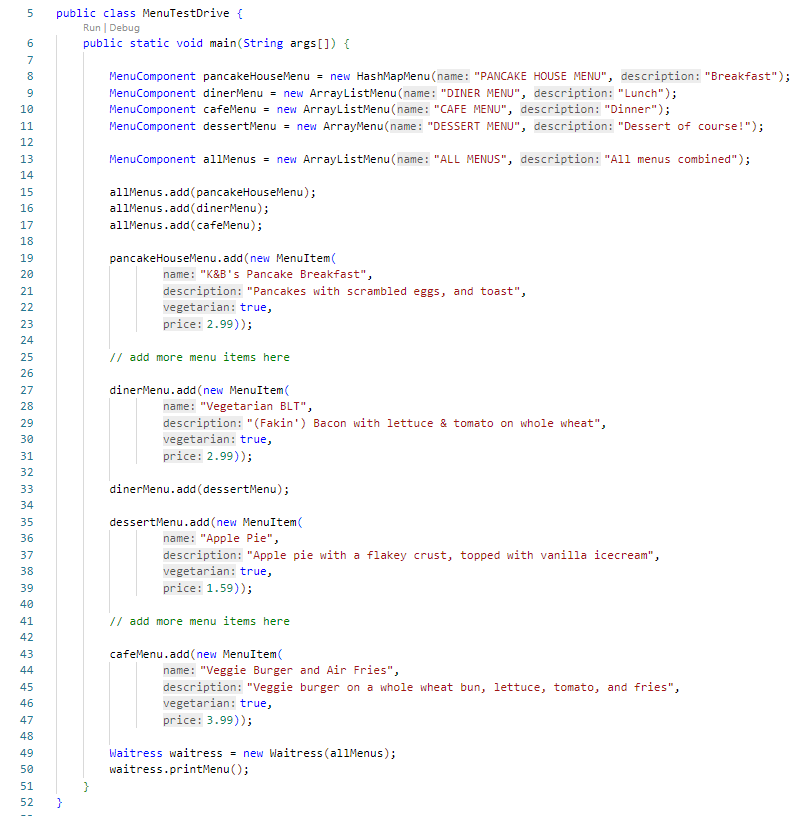 5 public class MenuTestDrive {
Run | Debug
6 public static void main(String args[]) {
7
8 MenuComponent pancakeHouseMenu = new HashMapMenu(name: "PANCAKE HOUSE MENU", description: "Breakfast");
9 MenuComponent dinerMenu = new ArrayListMenu(name: "DINER MENU", description: "Lunch");
10 MenuComponent cafeMenu = new ArrayListMenu(name: "CAFE MENU", description: "Dinner");
11 MenuComponent dessertMenu = new ArrayMenu(name: "DESSERT MENU", description: "Dessert of course!");
12
13 MenuComponent allMenus = new ArrayListMenu(name: "ALL MENUS", description: "All menus combined");
14
15 allMenus.add(pancakeHouseMenu);
16 allMenus.add(dinerMenu);
17 allMenus.add(cafeMenu);
18
19 pancakeHouseMenu.add(new MenuItem(
20 name: "K&B's Pancake Breakfast",
21 description: "Pancakes with scrambled eggs, and toast",
22 vegetarian: true,
23 price: 2.99));
24
25 // add more menu items here
26
27 dinerMenu.add(new MenuItem(
28 name: "Vegetarian BLT",
29 description: "(Fakin') Bacon with lettuce & tomato on whole wheat",
30 vegetarian: true,
31 price: 2.99));
32
33 dinerMenu.add(dessertMenu);
34
35 dessertMenu.add(new MenuItem(
36 name: "Apple Pie",
37 description: "Apple pie with a flakey crust, topped with vanilla icecream",
38 vegetarian: true,
39 price: 1.59));
40
41 // add more menu items here
42
43 cafeMenu.add(new MenuItem(
44 name: "Veggie Burger and Air Fries",
45 description: "Veggie burger on a whole wheat bun, lettuce, tomato, and fries",
46 vegetarian: true,
47 price: 3.99));
48
49 Waitress waitress = new Waitress(allMenus);
50 waitress.printMenu();
51 }
52 }